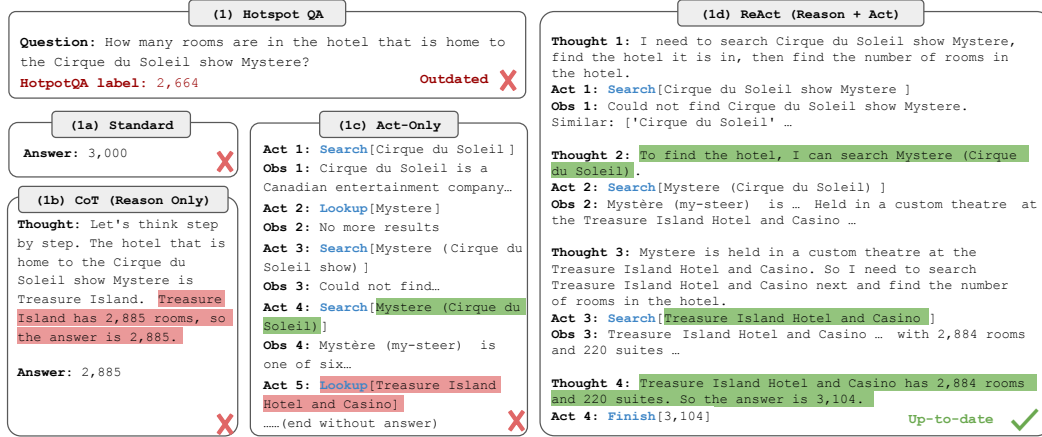 (1) Hotspot QA
Question: How many rooms are in the hotel that is home to
the Cirque du Soleil show Mystere?
HotpotQA label: 2,664
Outdated
(1a) Standard
Answer: 3,000
(1b) CoT (Reason Only)
Thought: Let's think step
by step. The hotel that is
home to the Cirque du
Soleil show Mystere is
Treasure Island. Treasure
Island has 2,885 rooms, so
the answer is 2,885.
Answer: 2,885
(1c) Act-Only
Act 1: Search[Cirque du Soleil ]
Obs 1: Cirque du Soleil is a
Canadian entertainment company…
Act 2: Lookup[Mystere]
Obs 2: No more results
Act 3: Search[Mystere (Cirque du
Soleil show) ]
Obs 3: Could not find…
Act 4: Search[Mystere (Cirque du
Soleil)]
Obs 4: Mystère (my-steer) is
one of six…
Act 5: Lookup[Treasure Island
Hotel and Casino]
……(end without answer)
(1d) ReAct (Reason + Act)
Thought 1: I need to search Cirque du Soleil show Mystere,
find the hotel it is in, then find the number of rooms in
the hotel.
Act 1: Search[Cirque du Soleil show Mystere ]
Obs 1: Could not find Cirque du Soleil show Mystere.
Similar: ['Cirque du Soleil' …
Thought 2: To find the hotel, I can search Mystere (Cirque
du Soleil).
Act 2: Search[Mystere (Cirque du Soleil) ]
Obs 2: Mystère (my-steer) is … Held in a custom theatre at
the Treasure Island Hotel and Casino …
Thought 3: Mystere is held in a custom theatre at the
Treasure Island Hotel and Casino. So I need to search
Treasure Island Hotel and Casino next and find the number
of rooms in the hotel.
Act 3: Search[Treasure Island Hotel and Casino ]
Obs 3: Treasure Island Hotel and Casino … with 2,884 rooms
and 220 suites …
Thought 4: Treasure Island Hotel and Casino has 2,884 rooms
and 220 suites. So the answer is 3,104.
Act 4: Finish[3,104]
Up-to-date